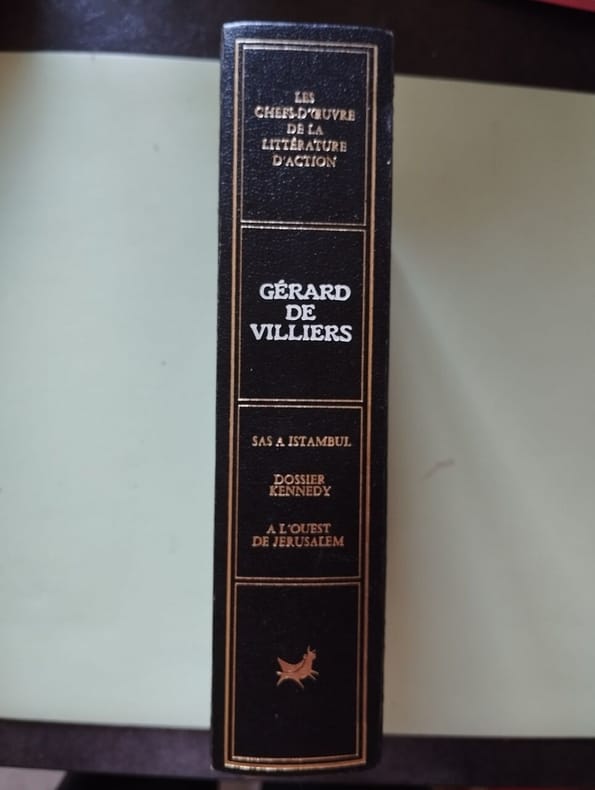 LES
CHEFS-D'ŒUVRE
DE LA
LITTÉRATURE
D'ACTION
GÉRARD
DE
VILLIERS
SAS A ISTAMBUL
DOSSIER
KENNEDY
A L'OUEST
DE JERUSALEM